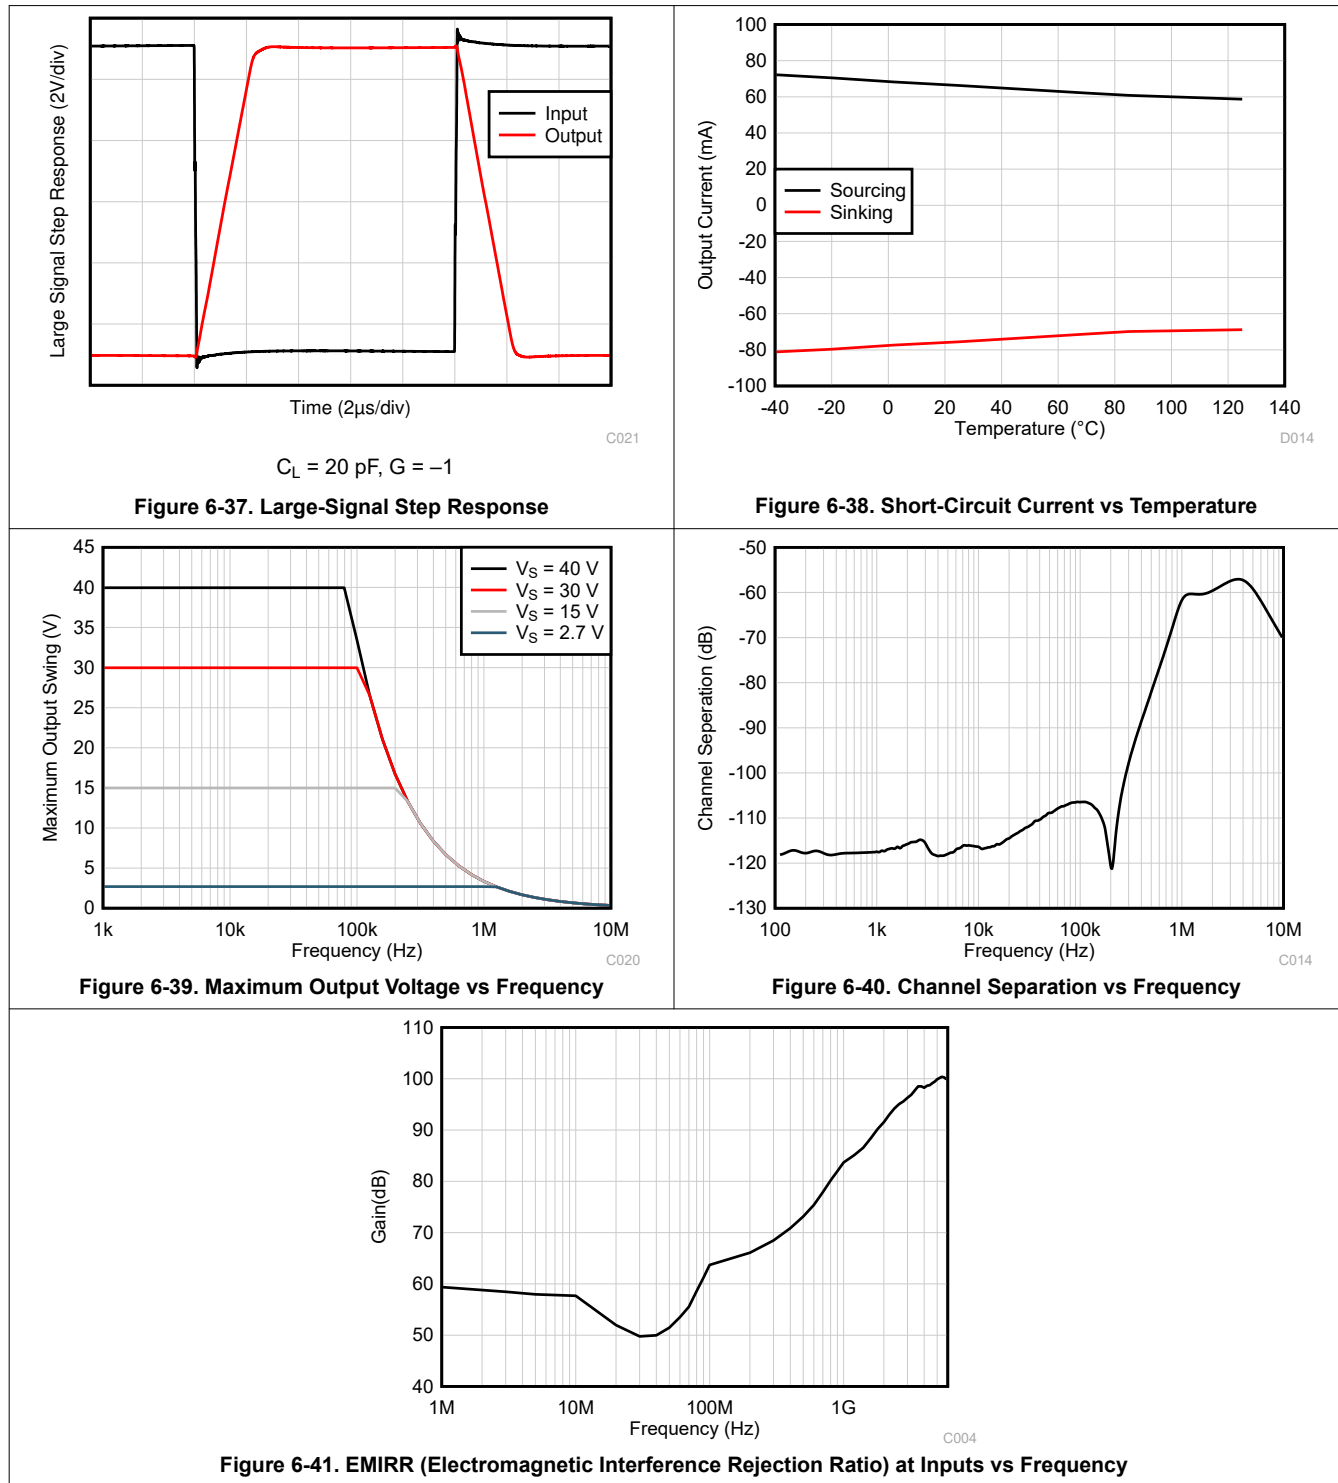 Large Signal Step Response (2V/div)
Input
Output
Time (2μs/div)
C021
C_L = 20 pF, G = –1
Figure 6-37. Large-Signal Step Response
100
80
60
40
20
0
-20
-40
-60
-80
-100
Output Current (mA)
Sourcing
Sinking
-40 -20 0 20 40 60 80 100 120 140
Temperature (°C)
D014
Figure 6-38. Short-Circuit Current vs Temperature
45
40
35
30
25
20
15
10
5
0
Maximum Output Swing (V)
V_S = 40 V
V_S = 30 V
V_S = 15 V
V_S = 2.7 V
1k 10k 100k 1M 10M
Frequency (Hz)
C020
Figure 6-39. Maximum Output Voltage vs Frequency
-50
-60
-70
-80
-90
-100
-110
-120
-130
Channel Seperation (dB)
100 1k 10k 100k 1M 10M
Frequency (Hz)
C014
Figure 6-40. Channel Separation vs Frequency
110
100
90
80
70
60
50
40
Gain(dB)
1M 10M 100M 1G
Frequency (Hz)
C004
Figure 6-41. EMIRR (Electromagnetic Interference Rejection Ratio) at Inputs vs Frequency